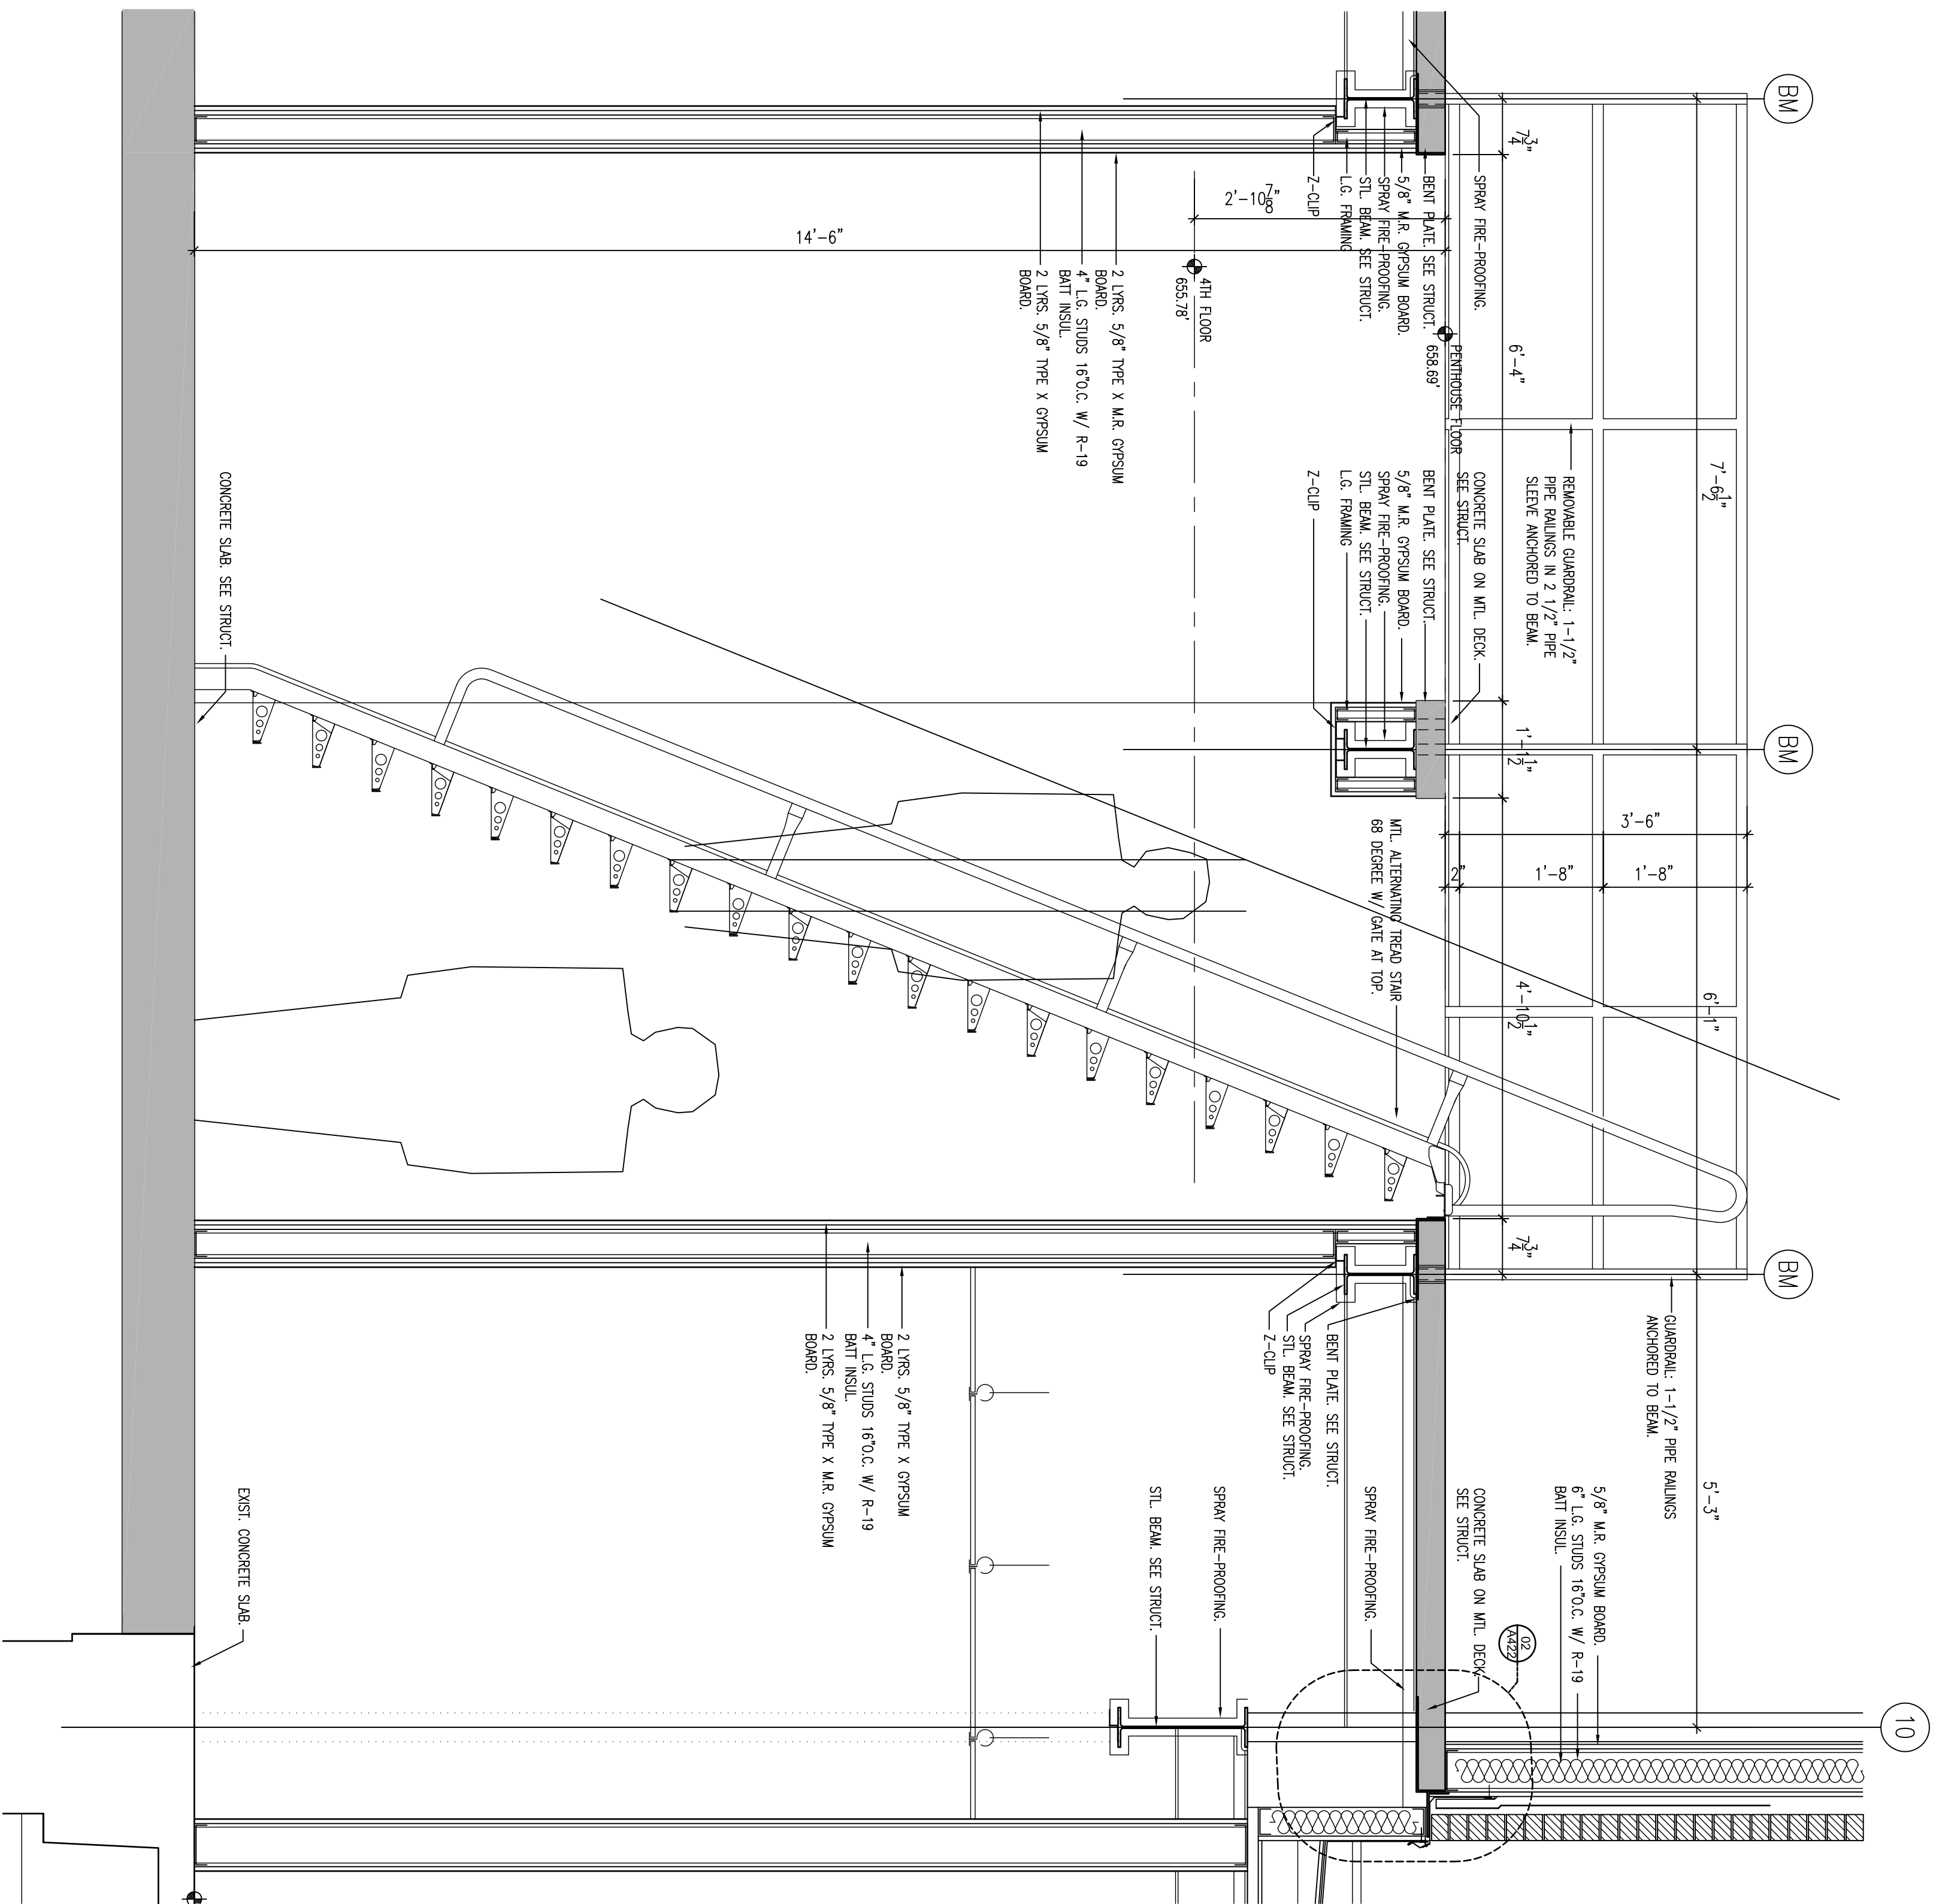 BM
BM
BM
10
7 3/4"
6'-4"
1'-1 1/2"
4'-10 1/2"
7 3/4"
7'-6 1/2"
6'-1"
5'-3"
3'-6"
2"
1'-8"
1'-8"
2'-10 7/8"
14'-6"
SPRAY FIRE-PROOFING.
BENT PLATE. SEE STRUCT.
5/8" M.R. GYPSUM BOARD.
SPRAY FIRE-PROOFING.
STL. BEAM. SEE STRUCT.
L.G. FRAMING
Z-CLIP
PENTHOUSE FLOOR
658.69'
4TH FLOOR
655.78'
2 LYRS. 5/8" TYPE X M.R. GYPSUM
BOARD.
4" L.G. STUDS 16"O.C. W/ R-19
BATT INSUL.
2 LYRS. 5/8" TYPE X GYPSUM
BOARD.
REMOVABLE GUARDRAIL: 1-1/2"
PIPE RAILINGS IN 2 1/2" PIPE
SLEEVE ANCHORED TO BEAM.
CONCRETE SLAB ON MTL. DECK.
SEE STRUCT.
BENT PLATE. SEE STRUCT.
5/8" M.R. GYPSUM BOARD.
SPRAY FIRE-PROOFING.
STL. BEAM. SEE STRUCT.
L.G. FRAMING
Z-CLIP
CONCRETE SLAB. SEE STRUCT.
MTL. ALTERNATING TREAD STAIR
68 DEGREE W/ GATE AT TOP.
GUARDRAIL: 1-1/2" PIPE RAILINGS
ANCHORED TO BEAM.
BENT PLATE. SEE STRUCT.
SPRAY FIRE-PROOFING.
STL. BEAM. SEE STRUCT.
Z-CLIP
2 LYRS. 5/8" TYPE X GYPSUM
BOARD.
4" L.G. STUDS 16"O.C. W/ R-19
BATT INSUL.
2 LYRS. 5/8" TYPE X M.R. GYPSUM
BOARD.
5/8" M.R. GYPSUM BOARD.
6" L.G. STUDS 16"O.C. W/ R-19
BATT INSUL.
CONCRETE SLAB ON MTL. DECK.
SEE STRUCT.
SPRAY FIRE-PROOFING.
SPRAY FIRE-PROOFING.
STL. BEAM. SEE STRUCT.
EXIST. CONCRETE SLAB.
02
A422